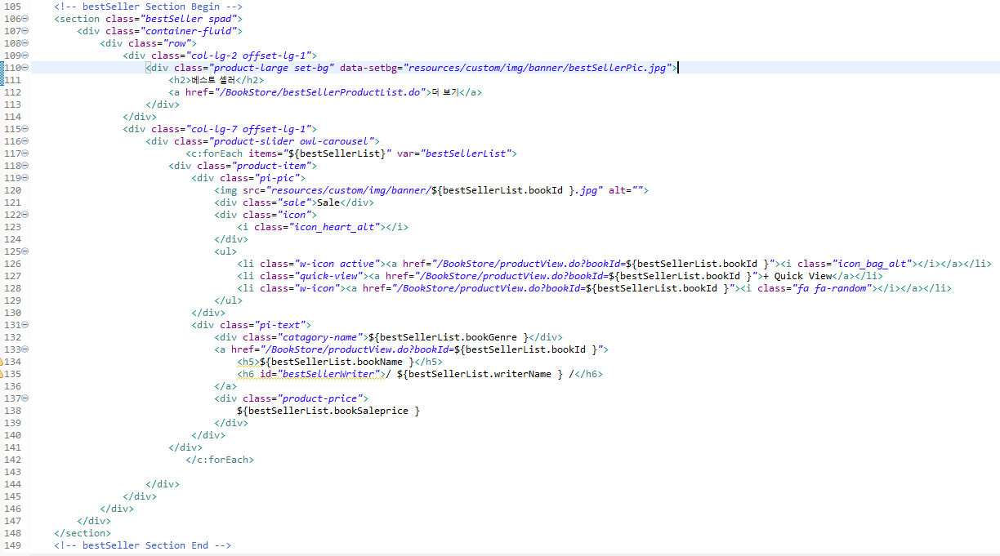 105 <!-- bestSeller Section Begin -->
106 <section class="bestSeller spad">
107 <div class="container-fluid">
108 <div class="row">
109 <div class="col-lg-2 offset-lg-1">
110 <div class="product-large set-bg" data-setbg="resources/custom/img/banner/bestSellerPic.jpg">
111 <h2>베스트 셀러</h2>
112 <a href="/BookStore/bestSellerProductList.do">더 보기</a>
113 </div>
114 </div>
115 <div class="col-lg-7 offset-lg-1">
116 <div class="product-slider owl-carousel">
117 <c:forEach items="${bestSellerList}" var="bestSellerList">
118 <div class="product-item">
119 <div class="pi-pic">
120 <img src="resources/custom/img/banner/${bestSellerList.bookId }.jpg" alt="">
121 <div class="sale">Sale</div>
122 <div class="icon">
123 <i class="icon_heart_alt"></i>
124 </div>
125 <ul>
126 <li class="w-icon active"><a href="/BookStore/productView.do?bookId=${bestSellerList.bookId }"><i class="icon_bag_alt"></i></a></li>
127 <li class="quick-view"><a href="/BookStore/productView.do?bookId=${bestSellerList.bookId }">+ Quick View</a></li>
128 <li class="w-icon"><a href="/BookStore/productView.do?bookId=${bestSellerList.bookId }"><i class="fa fa-random"></i></a></li>
129 </ul>
130 </div>
131 <div class="pi-text">
132 <div class="catagory-name">${bestSellerList.bookGenre }</div>
133 <a href="/BookStore/productView.do?bookId=${bestSellerList.bookId }">
134 <h5>${bestSellerList.bookName }</h5>
135 <h6 id="bestSellerWriter">/ ${bestSellerList.writerName } /</h6>
136 </a>
137 <div class="product-price">
138 ${bestSellerList.bookSaleprice }
139 </div>
140 </div>
141 </div>
142 </c:forEach>
143
144 </div>
145 </div>
146 </div>
147 </div>
148 </section>
149 <!-- bestSeller Section End -->